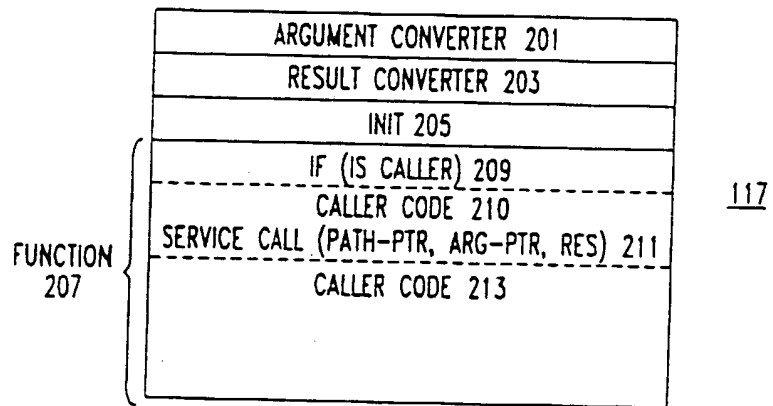 ARGUMENT CONVERTER 201
RESULT CONVERTER 203
INIT 205
IF (IS CALLER) 209
CALLER CODE 210
SERVICE CALL (PATH-PTR, ARG-PTR, RES) 211
CALLER CODE 213
FUNCTION
207
117